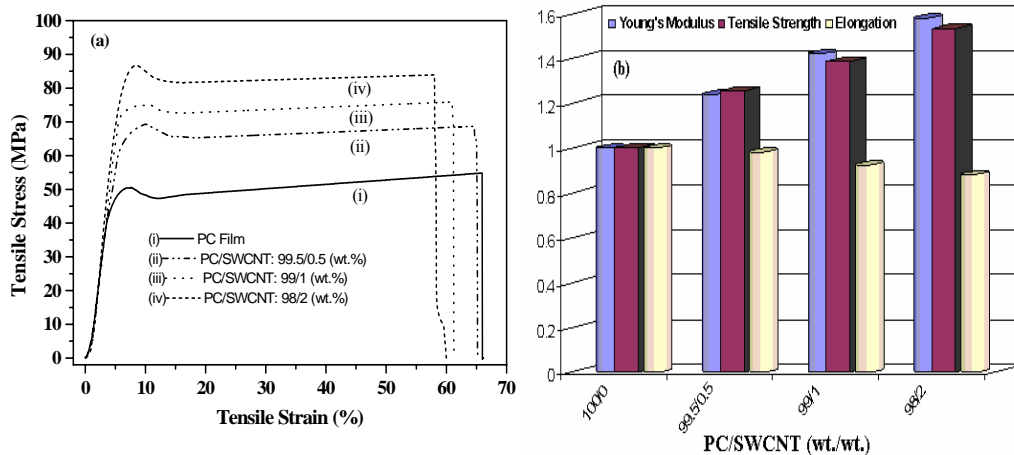 (a)
100
90
80
70
60
50
40
30
20
10
0
Tensile Stress (MPa)
(iv)
(iii)
(ii)
(i)
(i) PC Film
(ii) PC/SWCNT: 99.5/0.5 (wt.%)
(iii) PC/SWCNT: 99/1 (wt.%)
(iv) PC/SWCNT: 98/2 (wt.%)
0 10 20 30 40 50 60 70
Tensile Strain (%)
Young's Modulus Tensile Strength Elongation
(b)
1.6
1.4
1.2
1
0.8
0.6
0.4
0.2
0
100/0 99.5/0.5 99/1 98/2
PC/SWCNT (wt./wt.)